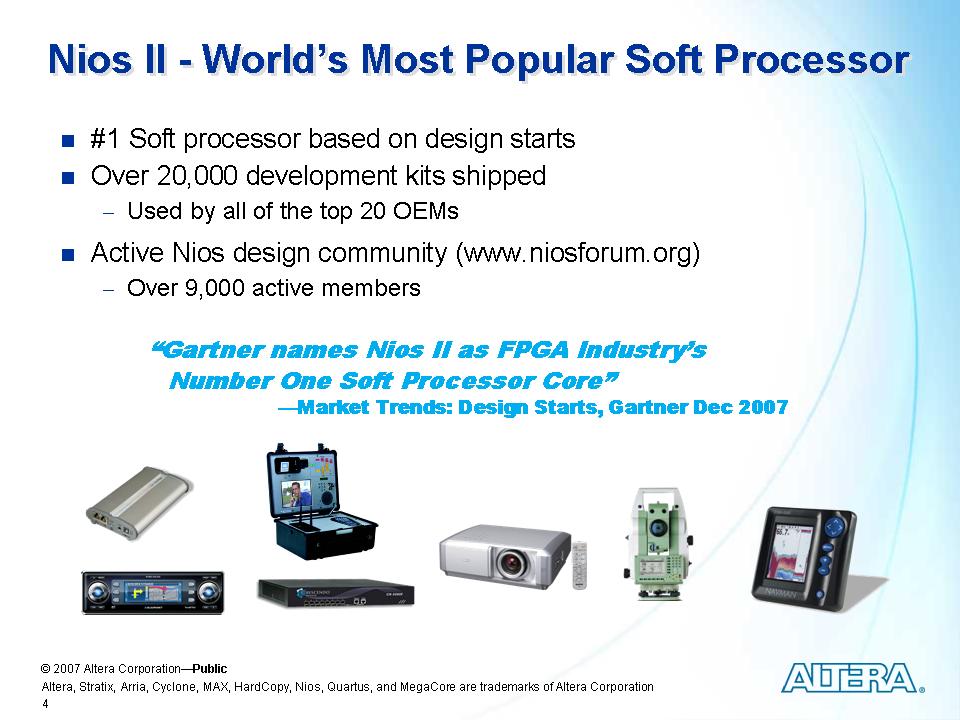 Nios II - World's Most Popular Soft Processor
#1 Soft processor based on design starts
Over 20,000 development kits shipped
– Used by all of the top 20 OEMs
Active Nios design community (www.niosforum.org)
– Over 9,000 active members
“Gartner names Nios II as FPGA Industry’s
Number One Soft Processor Core”
—Market Trends: Design Starts, Gartner Dec 2007
NAVMAN
© 2007 Altera Corporation—Public
Altera, Stratix, Arria, Cyclone, MAX, HardCopy, Nios, Quartus, and MegaCore are trademarks of Altera Corporation
4
ALTERA®